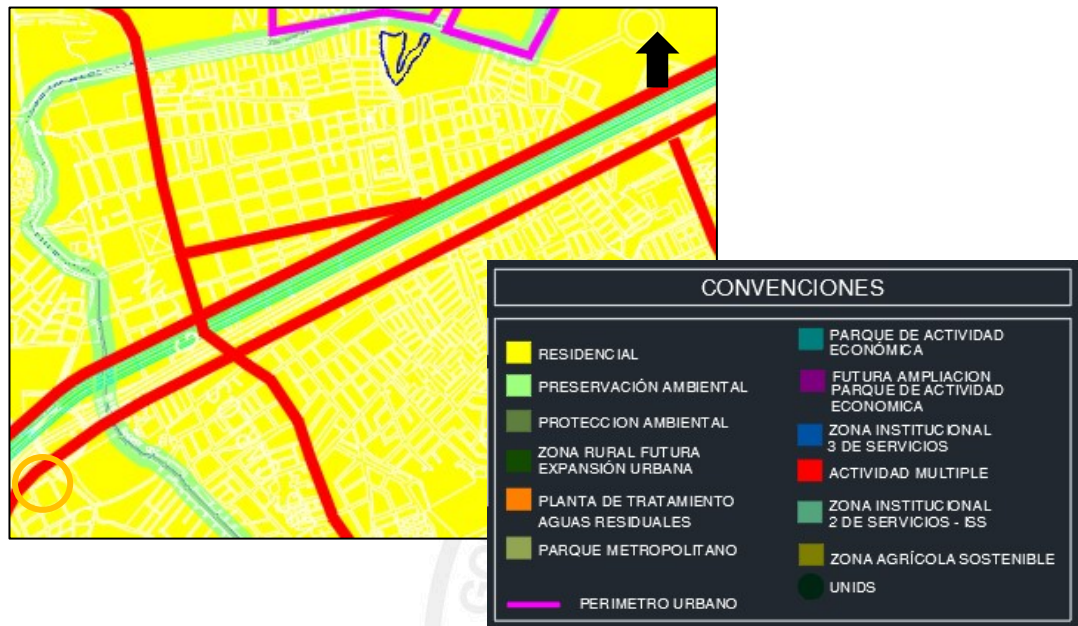 CONVENCIONES
RESIDENCIAL
PRESERVACIÓN AMBIENTAL
PROTECCION AMBIENTAL
ZONA RURAL FUTURA
EXPANSIÓN URBANA
PLANTA DE TRATAMIENTO
AGUAS RESIDUALES
PARQUE METROPOLITANO
PERIMETRO URBANO
PARQUE DE ACTIVIDAD
ECONÓMICA
FUTURA AMPLIACION
PARQUE DE ACTIVIDAD
ECONOMICA
ZONA INSTITUCIONAL
3 DE SERVICIOS
ACTIVIDAD MULTIPLE
ZONA INSTITUCIONAL
2 DE SERVICIOS - ISS
ZONA AGRÍCOLA SOSTENIBLE
UNIDS